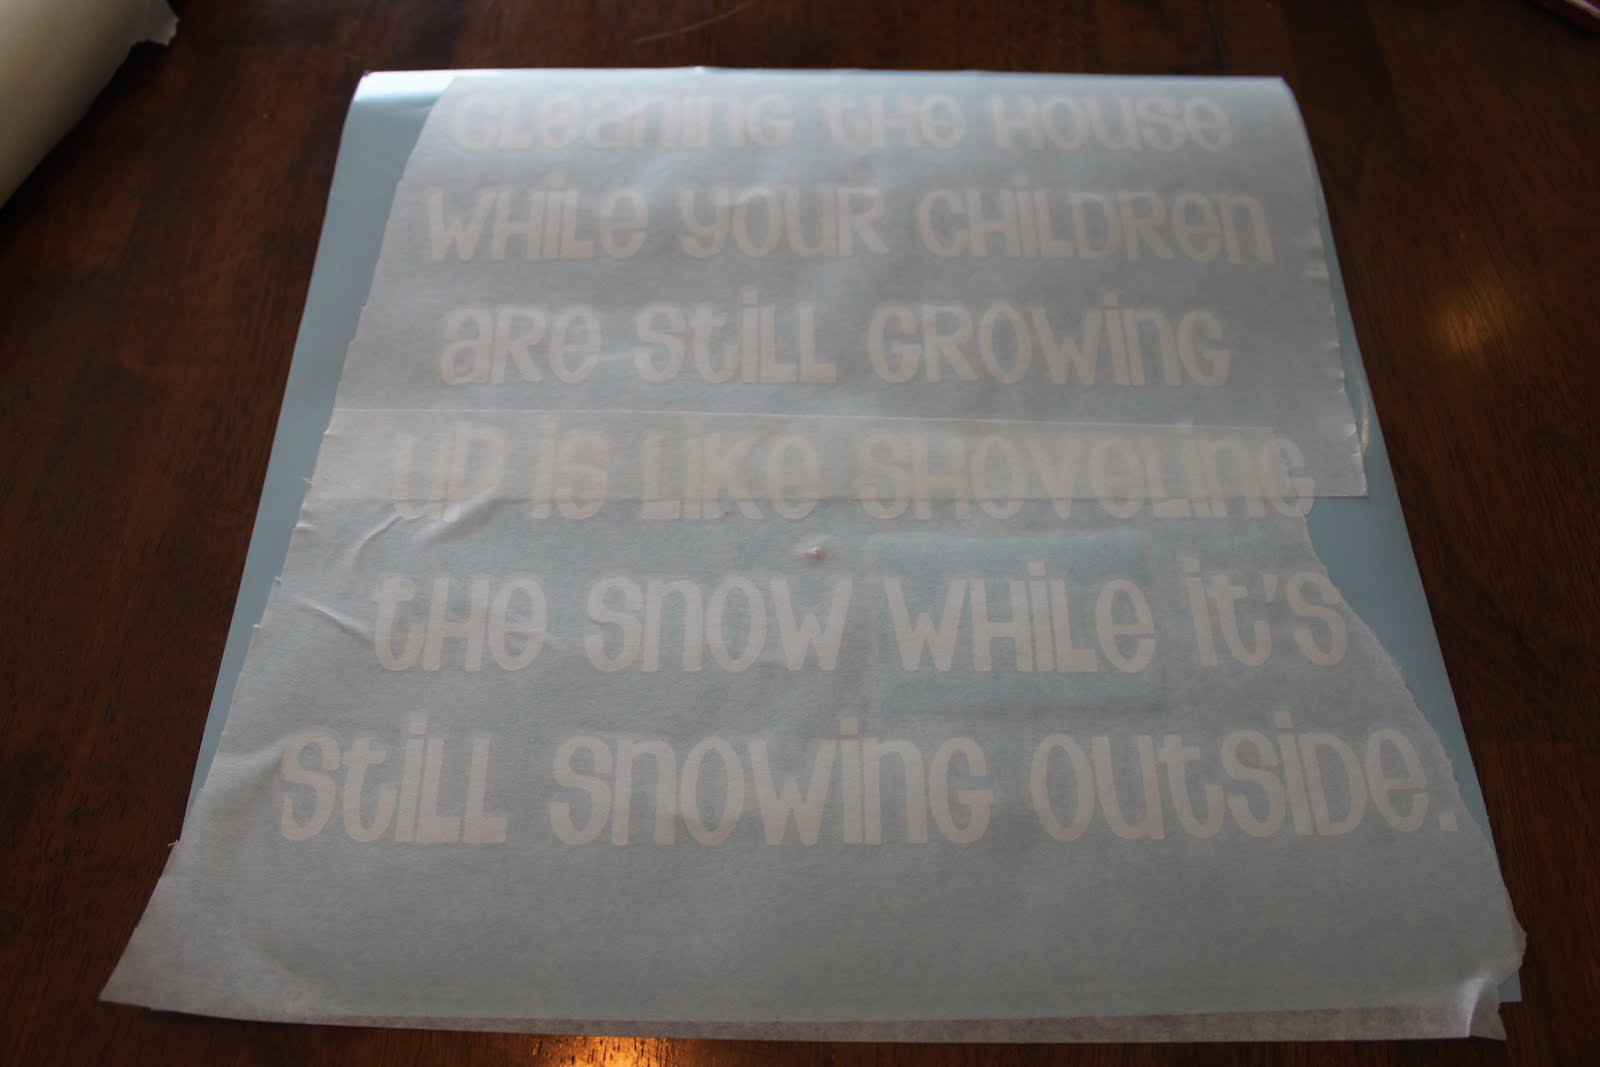 cleaning the house
while your children
are still growing
up is like shoveling
the snow while it's
still snowing outside.